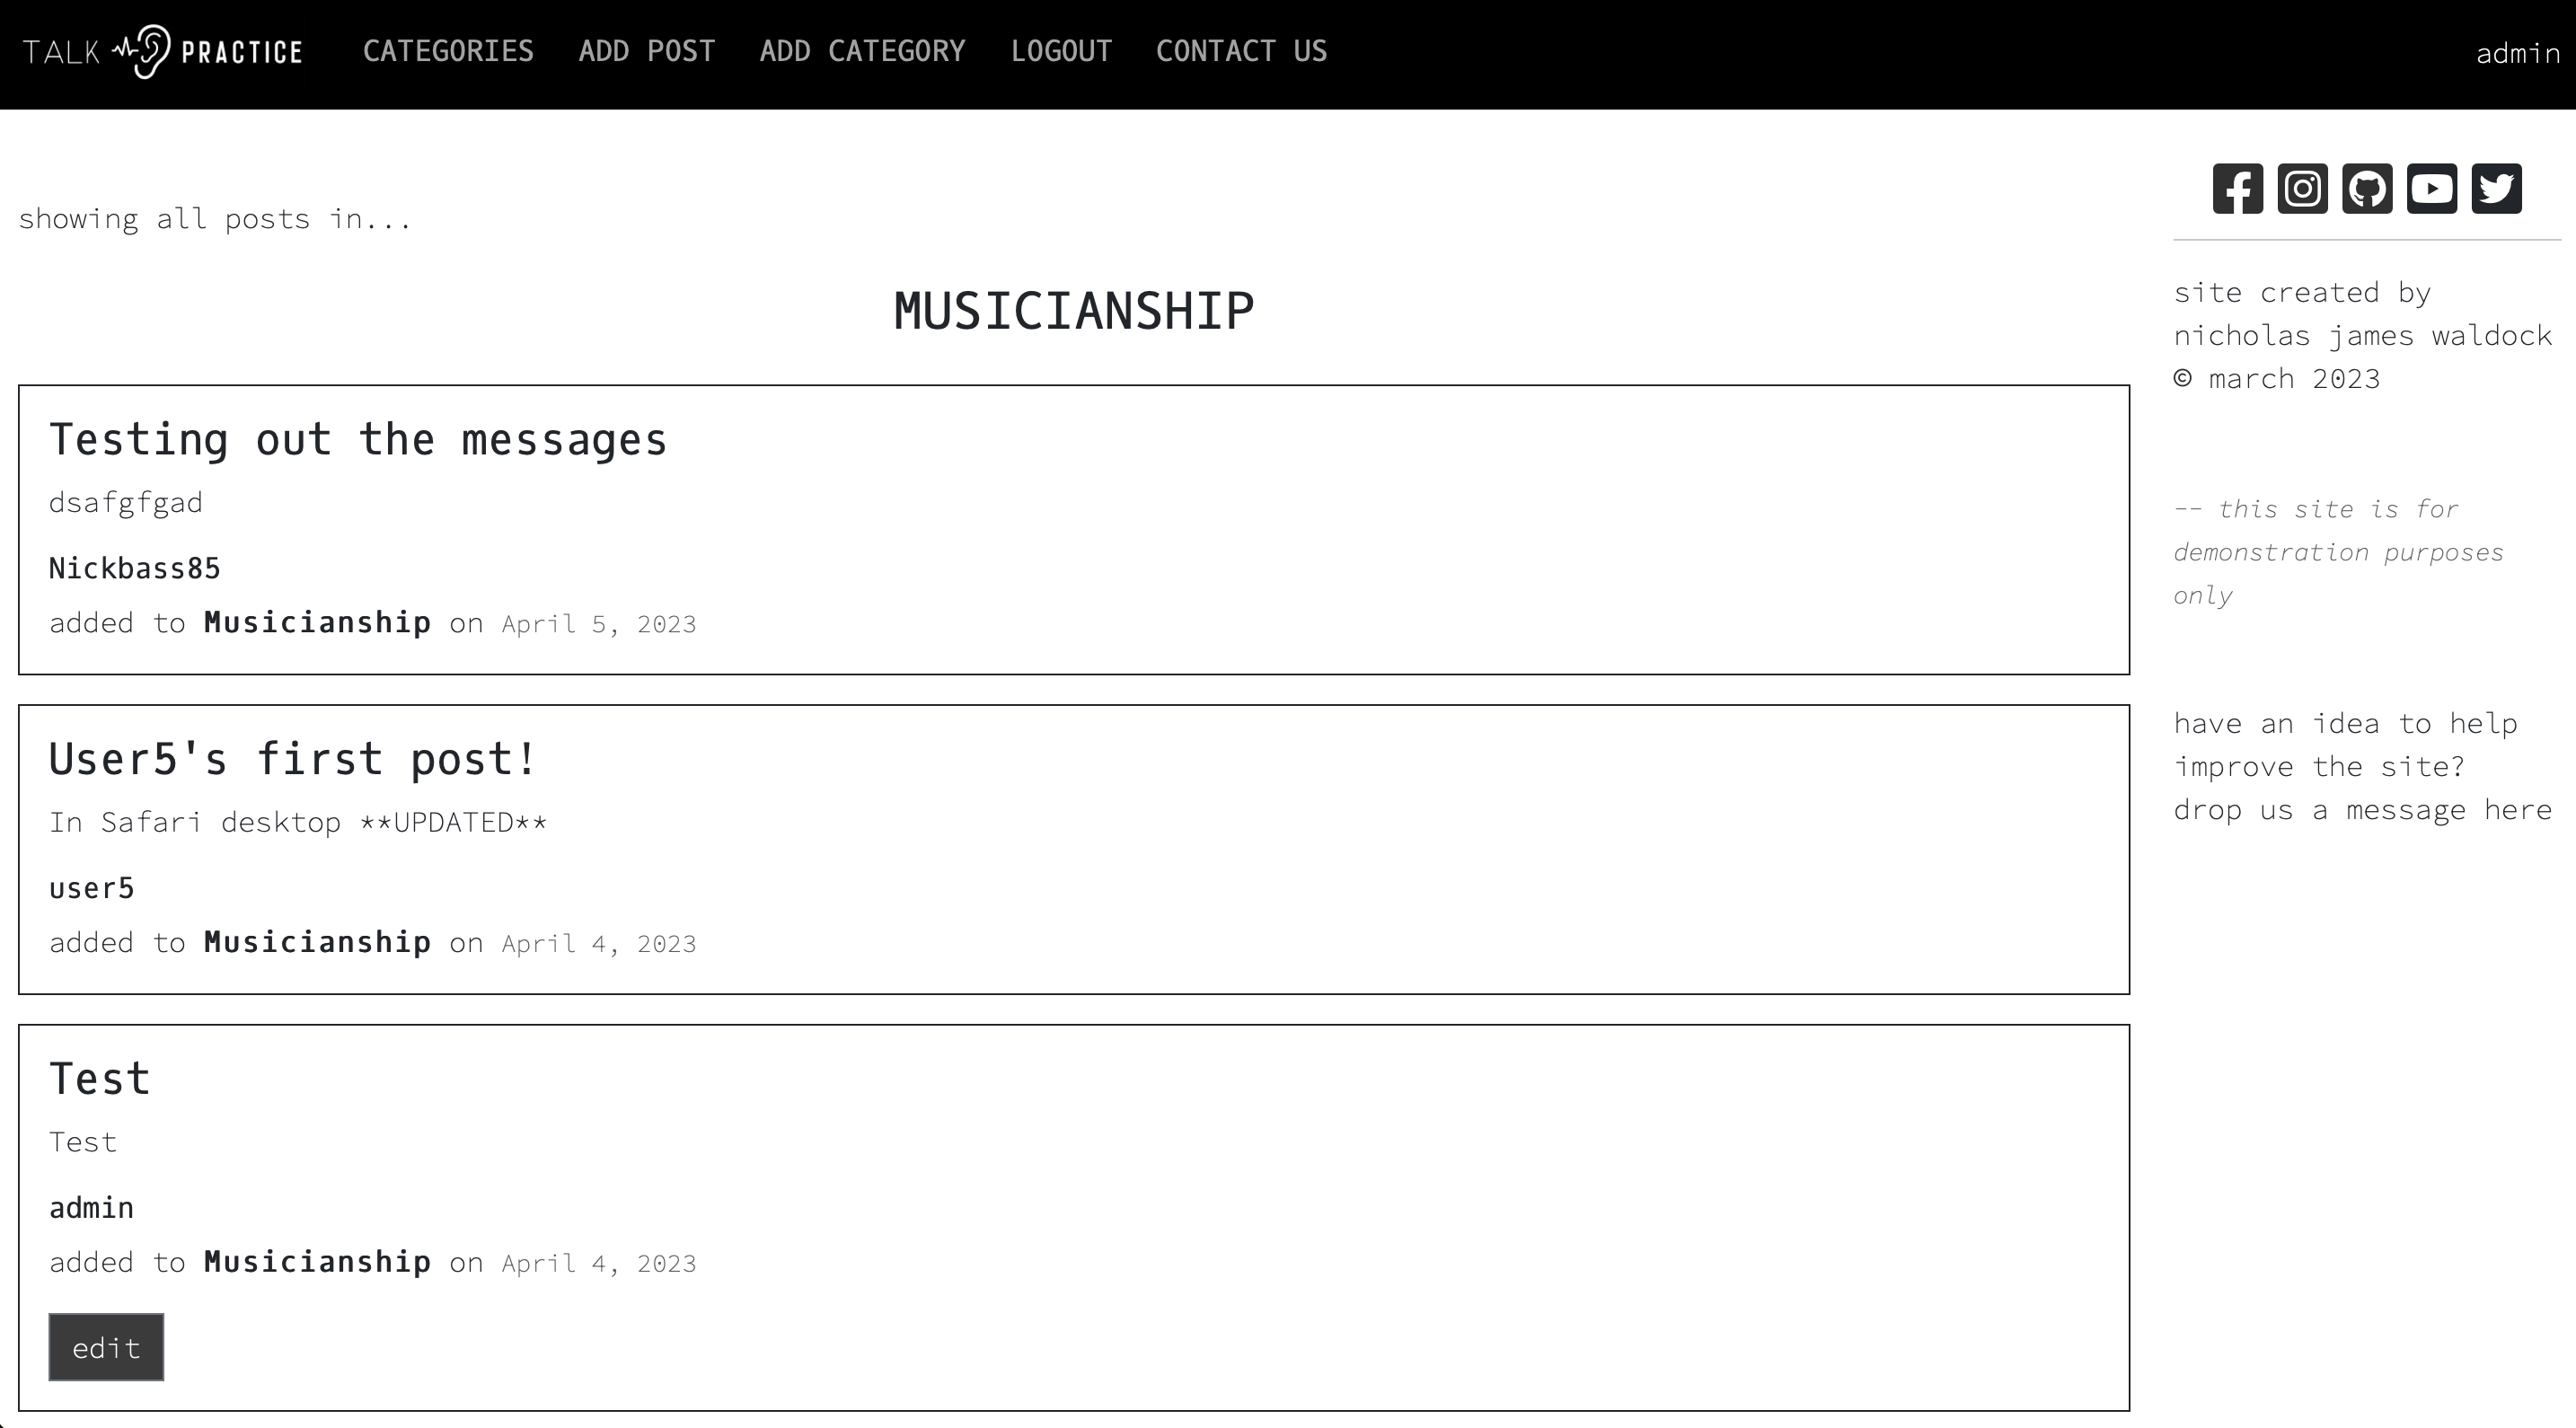 TALK PRACTICE CATEGORIES ADD POST ADD CATEGORY LOGOUT CONTACT US admin
showing all posts in...
MUSICIANSHIP
Testing out the messages
dsafgfgad
Nickbass85
added to Musicianship on April 5, 2023
User5's first post!
In Safari desktop **UPDATED**
user5
added to Musicianship on April 4, 2023
Test
Test
admin
added to Musicianship on April 4, 2023
edit
site created by
nicholas james waldock
© march 2023
-- this site is for
demonstration purposes
only
have an idea to help
improve the site?
drop us a message here